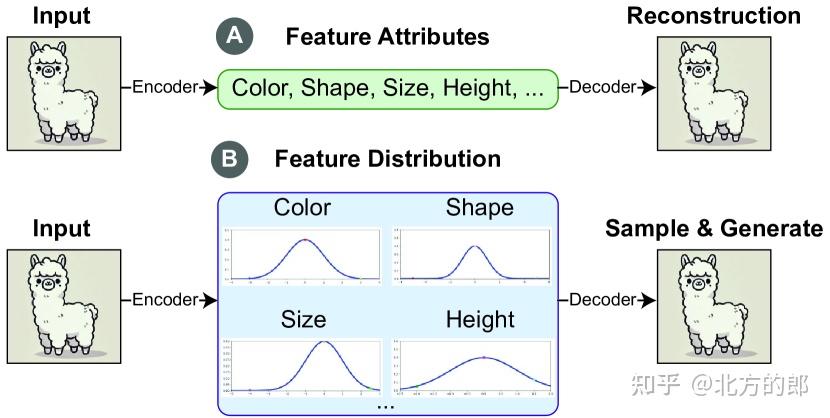 Input
A Feature Attributes
Reconstruction
Encoder
Color, Shape, Size, Height, ...
Decoder
B Feature Distribution
Input
Color
Shape
Sample & Generate
Encoder
Decoder
Size
Height
...
知乎 @北方的郎